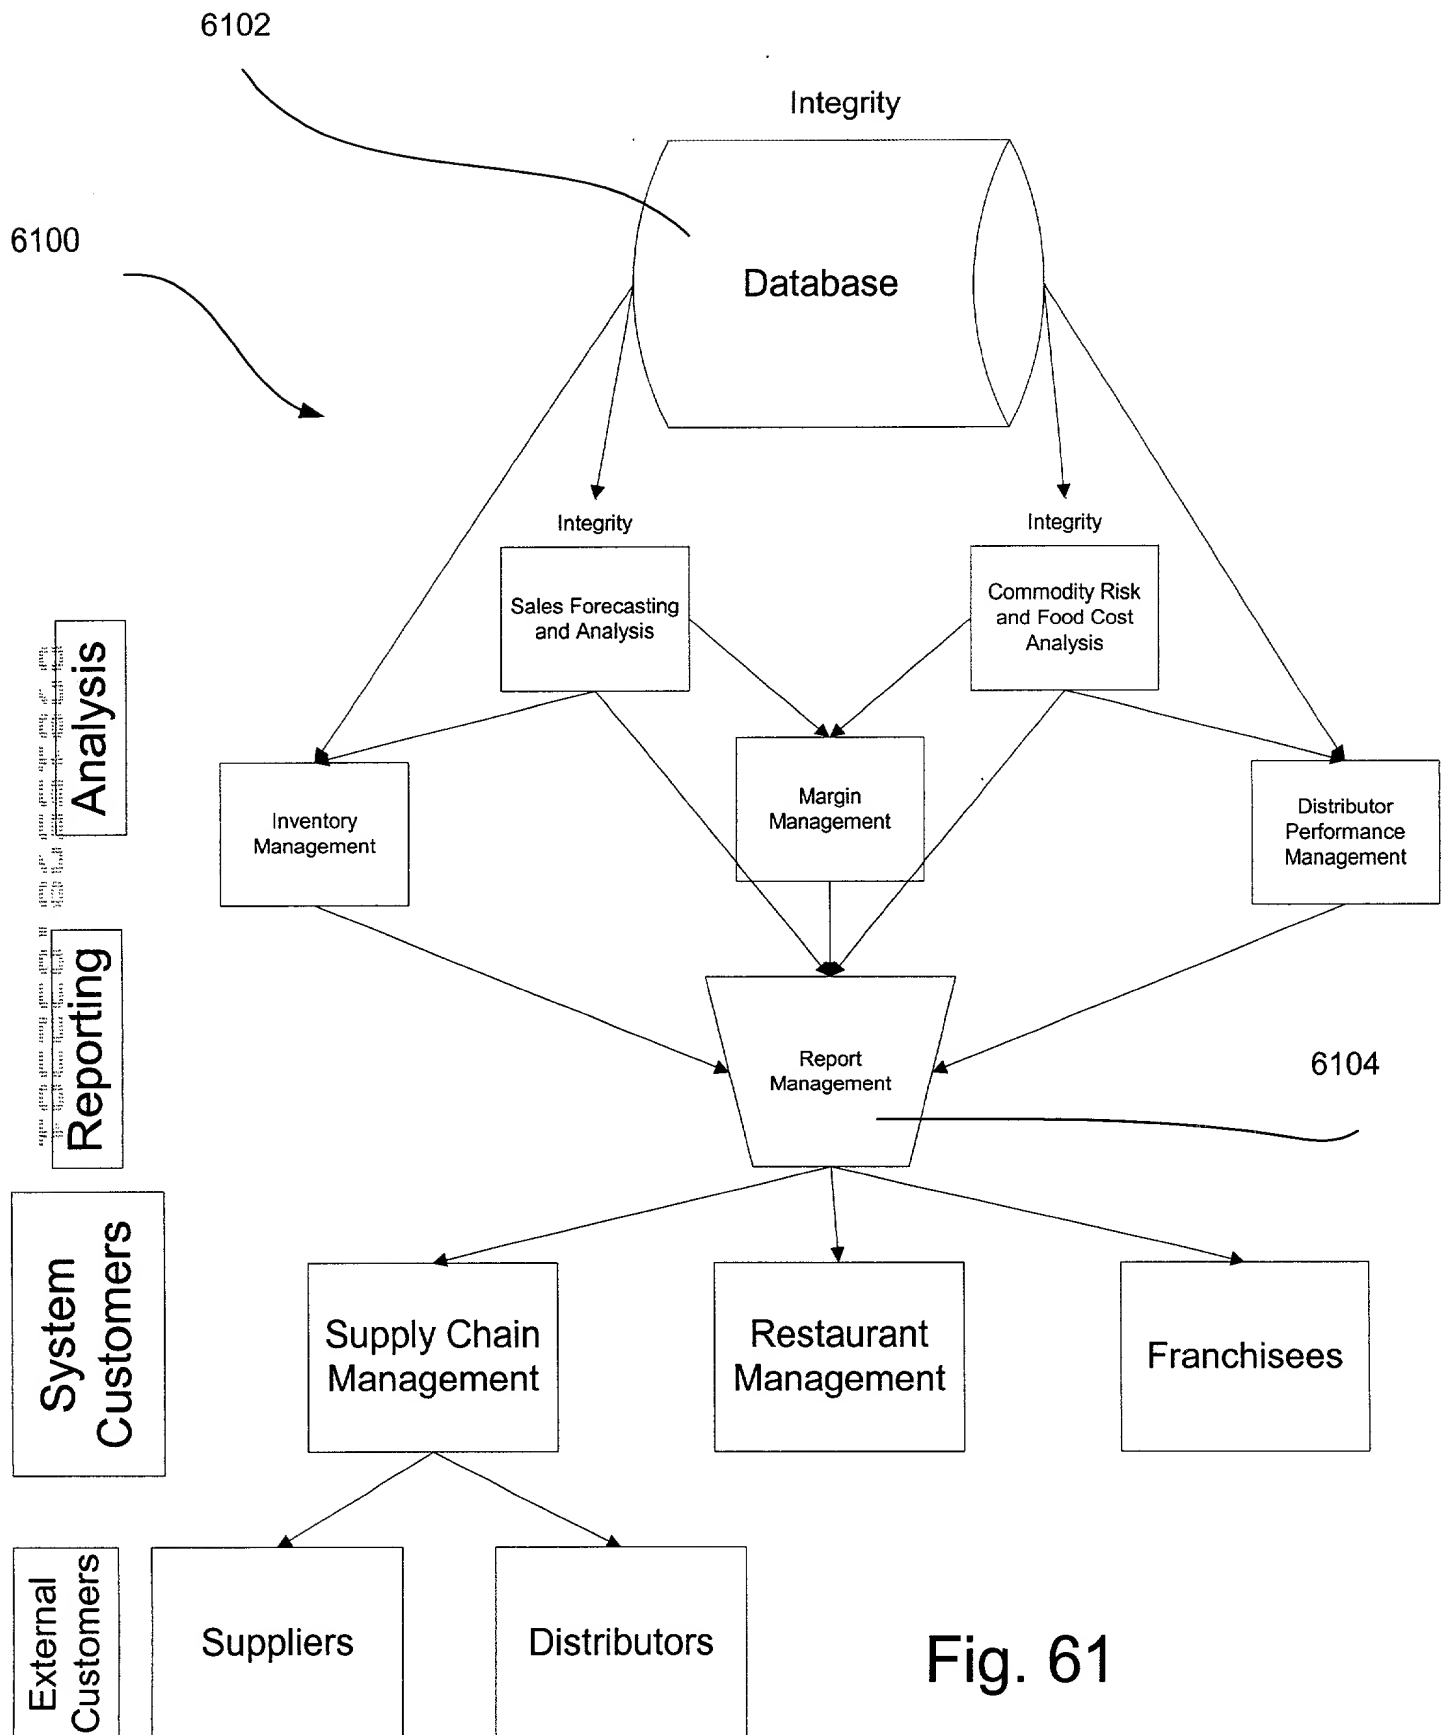 6102
Integrity
6100
Database
Integrity
Integrity
Sales Forecasting
and Analysis
Commodity Risk
and Food Cost
Analysis
Analysis
Inventory
Management
Margin
Management
Distributor
Performance
Management
Reporting
Report
Management
6104
System
Customers
Supply Chain
Management
Restaurant
Management
Franchisees
External
Customers
Suppliers
Distributors
Fig. 61